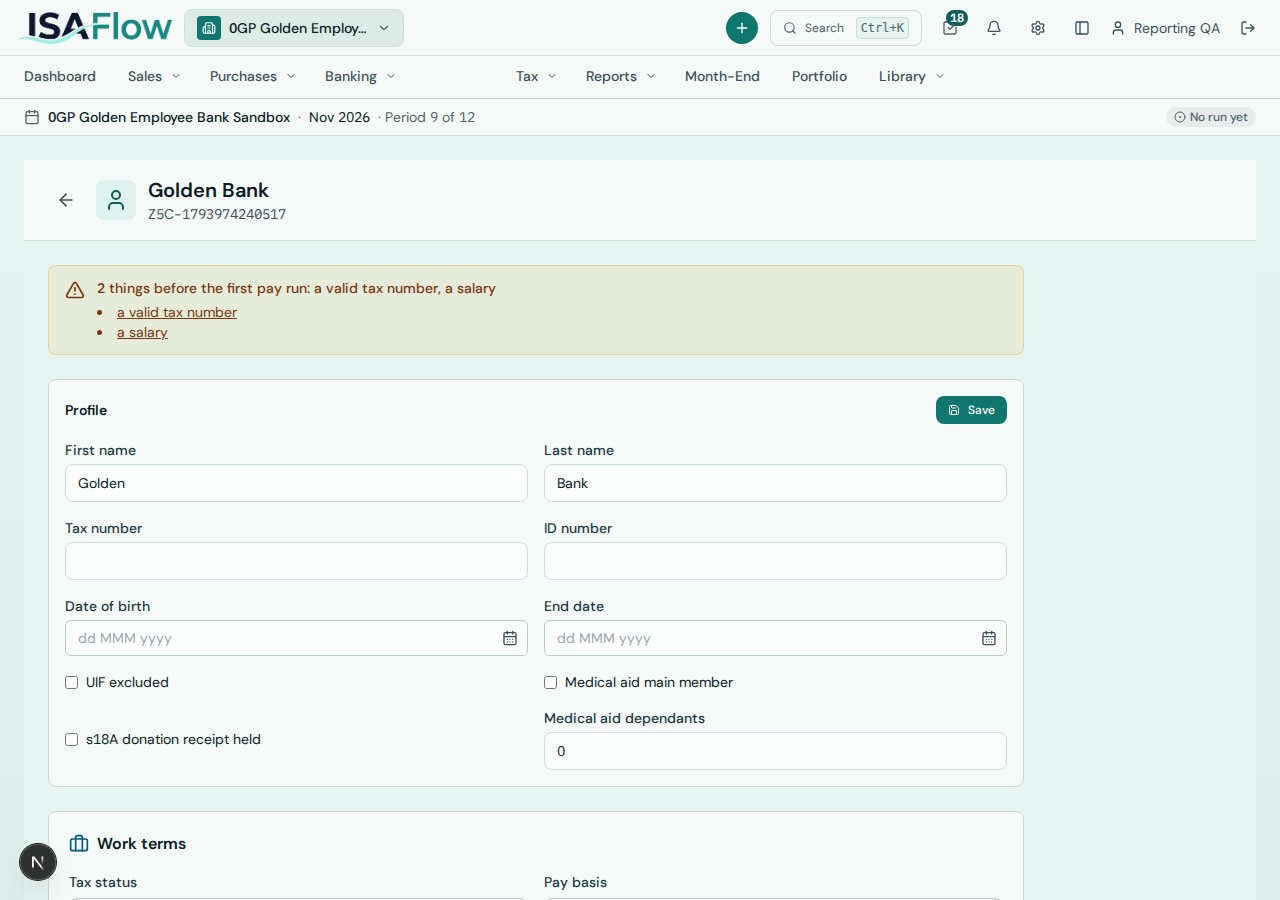 ISAFlow
0GP Golden Employ...
Search Ctrl+K
18
Reporting QA
Dashboard Sales Purchases Banking Tax Reports Month-End Portfolio Library
0GP Golden Employee Bank Sandbox · Nov 2026 · Period 9 of 12
No run yet
Golden Bank
Z5C-1793974240517
2 things before the first pay run: a valid tax number, a salary
• a valid tax number
• a salary
Profile
Save
First name Last name
Golden Bank
Tax number ID number
Date of birth End date
dd MMM yyyy dd MMM yyyy
UIF excluded Medical aid main member
Medical aid dependants
s18A donation receipt held
0
Work terms
N
Tax status Pay basis